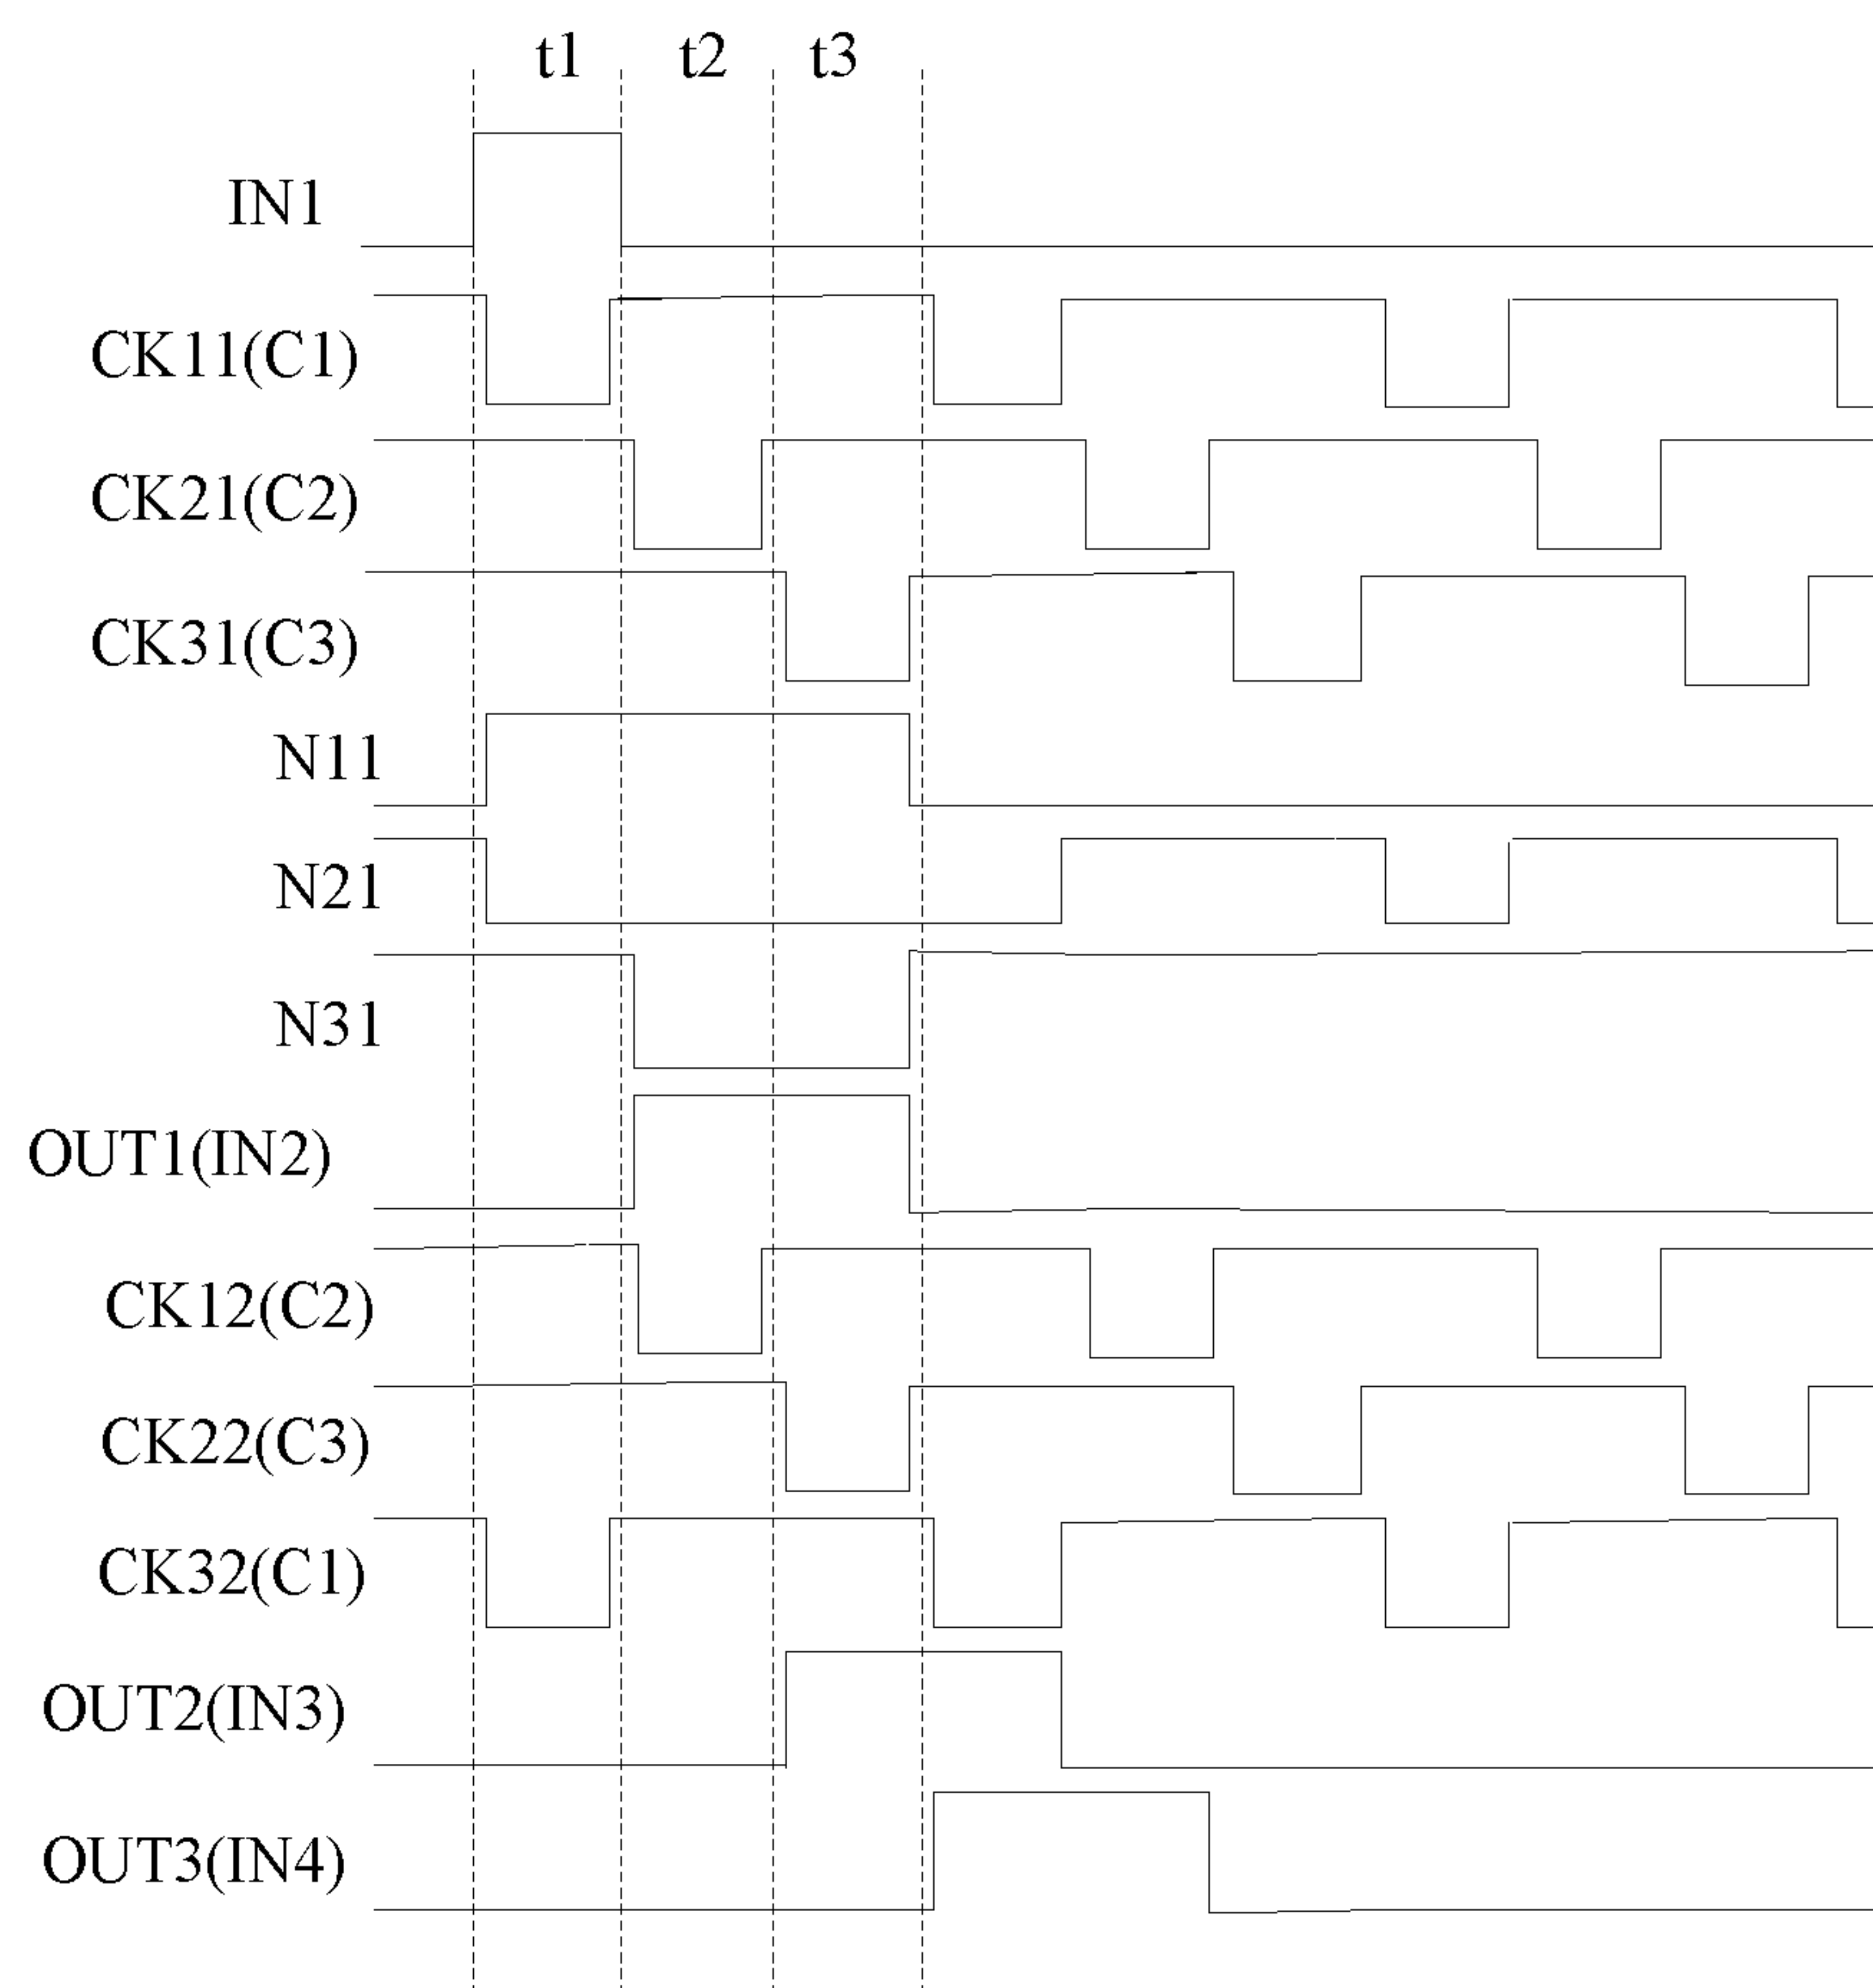 t1 t2 t3
IN1
CK11(C1)
CK21(C2)
CK31(C3)
N11
N21
N31
OUT1(IN2)
CK12(C2)
CK22(C3)
CK32(C1)
OUT2(IN3)
OUT3(IN4)